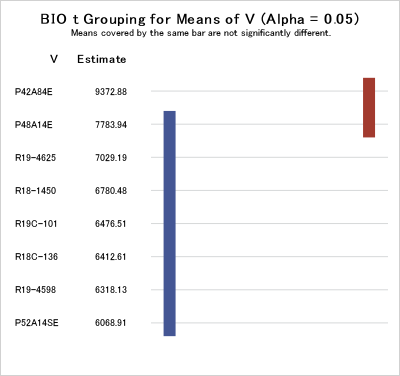 BIO t Grouping for Means of V (Alpha = 0.05)
Means covered by the same bar are not significantly different.
V Estimate
P42A84E 9372.88
P48A14E 7783.94
R19-4625 7029.19
R18-1450 6780.48
R19C-101 6476.51
R18C-136 6412.61
R19-4598 6318.13
P52A14SE 6068.91